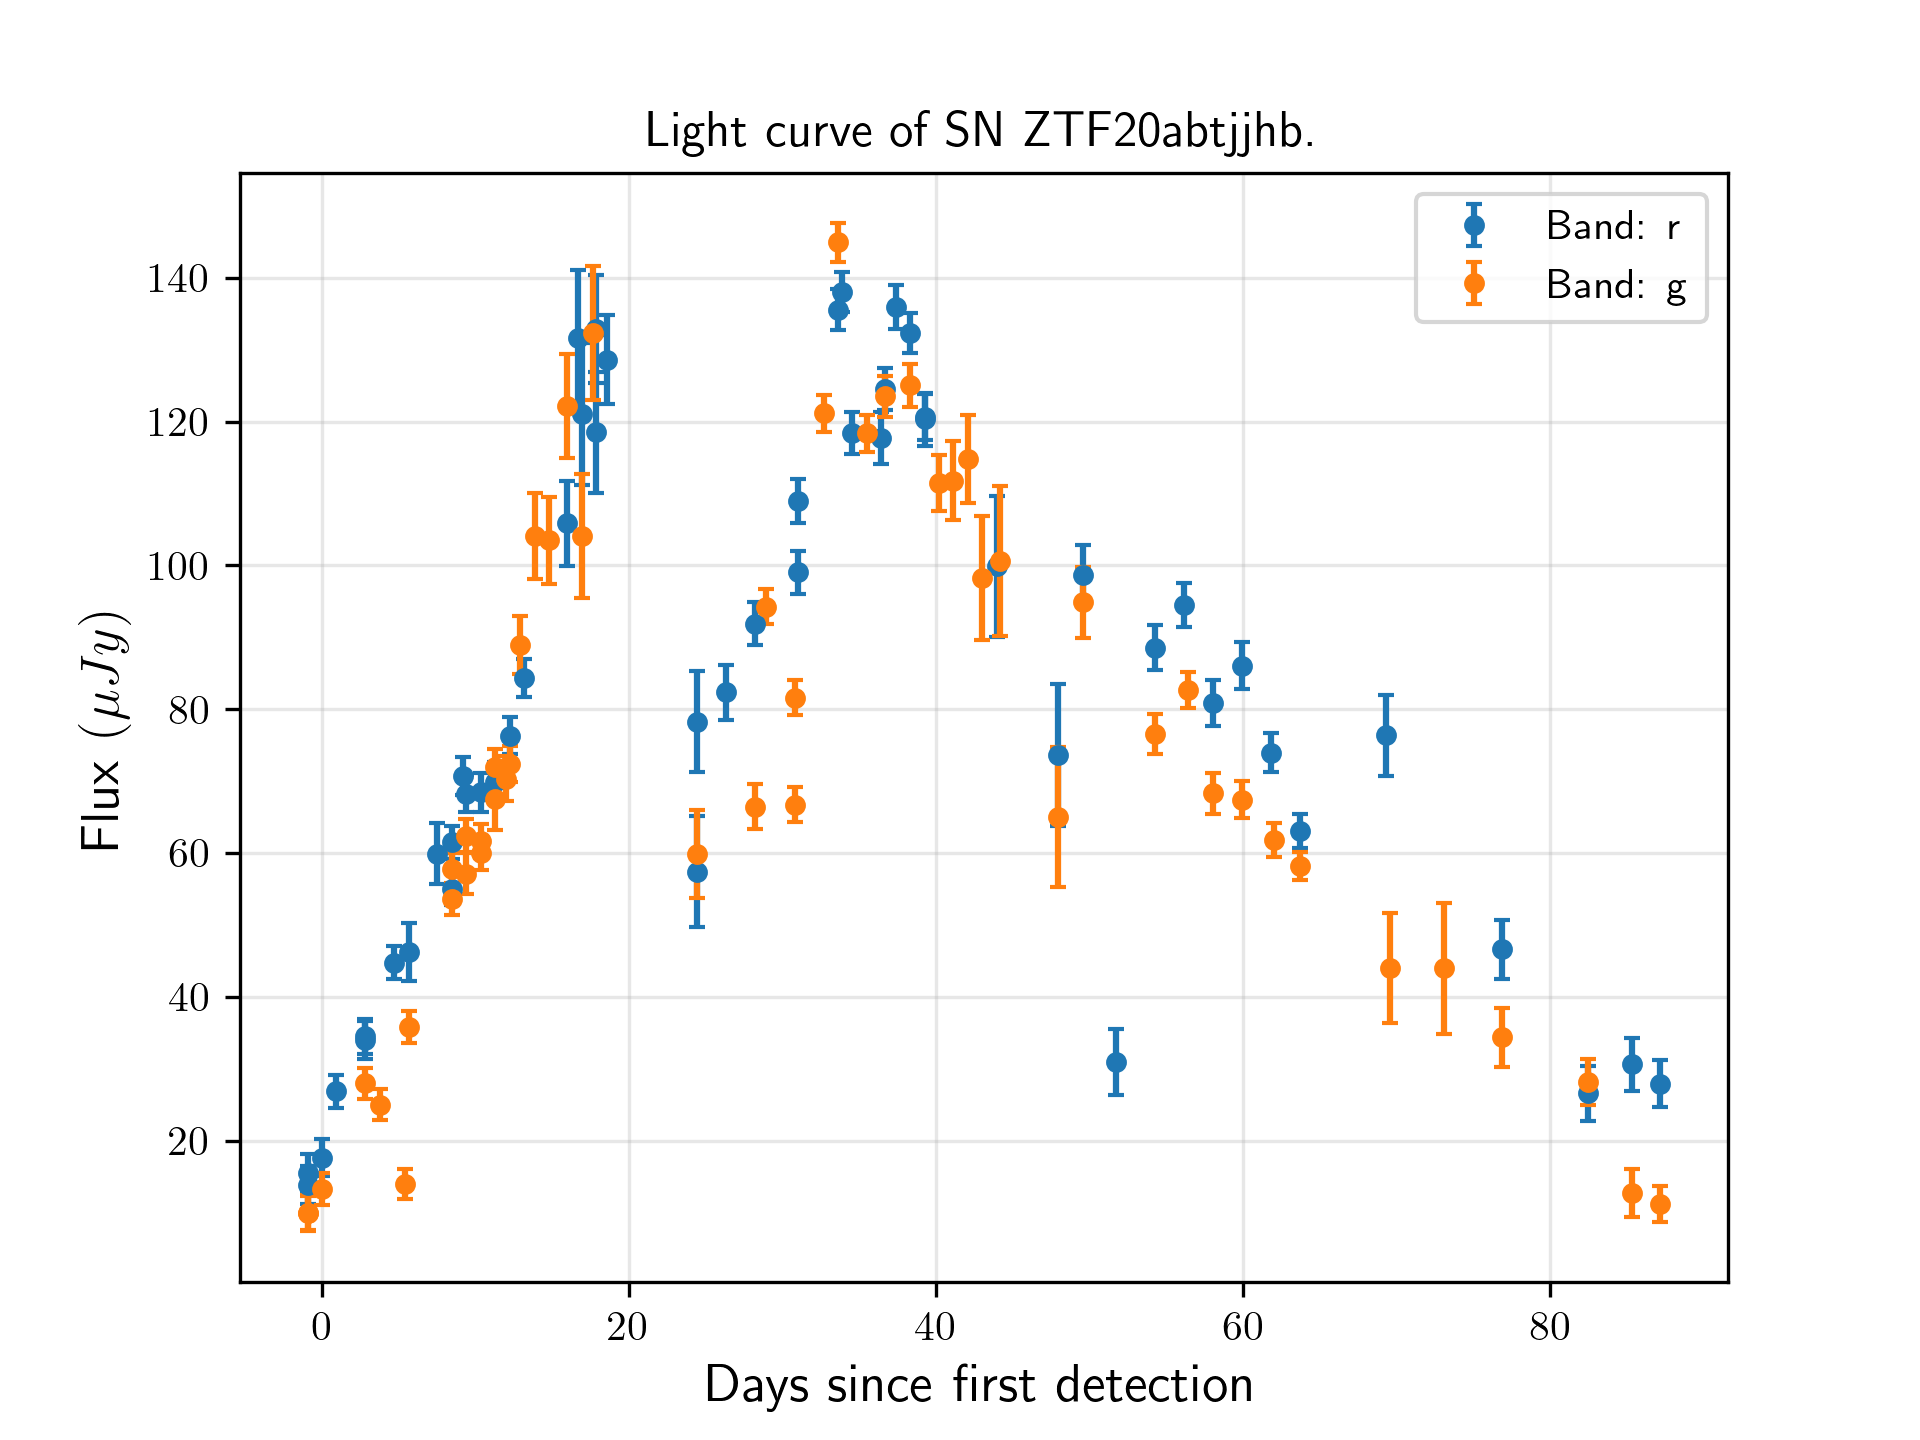 Light curve of SN ZTF20abtjjhb.
Band: r
Band: g
140
120
100
80
60
40
20
Flux (μJy)
0 20 40 60 80
Days since first detection